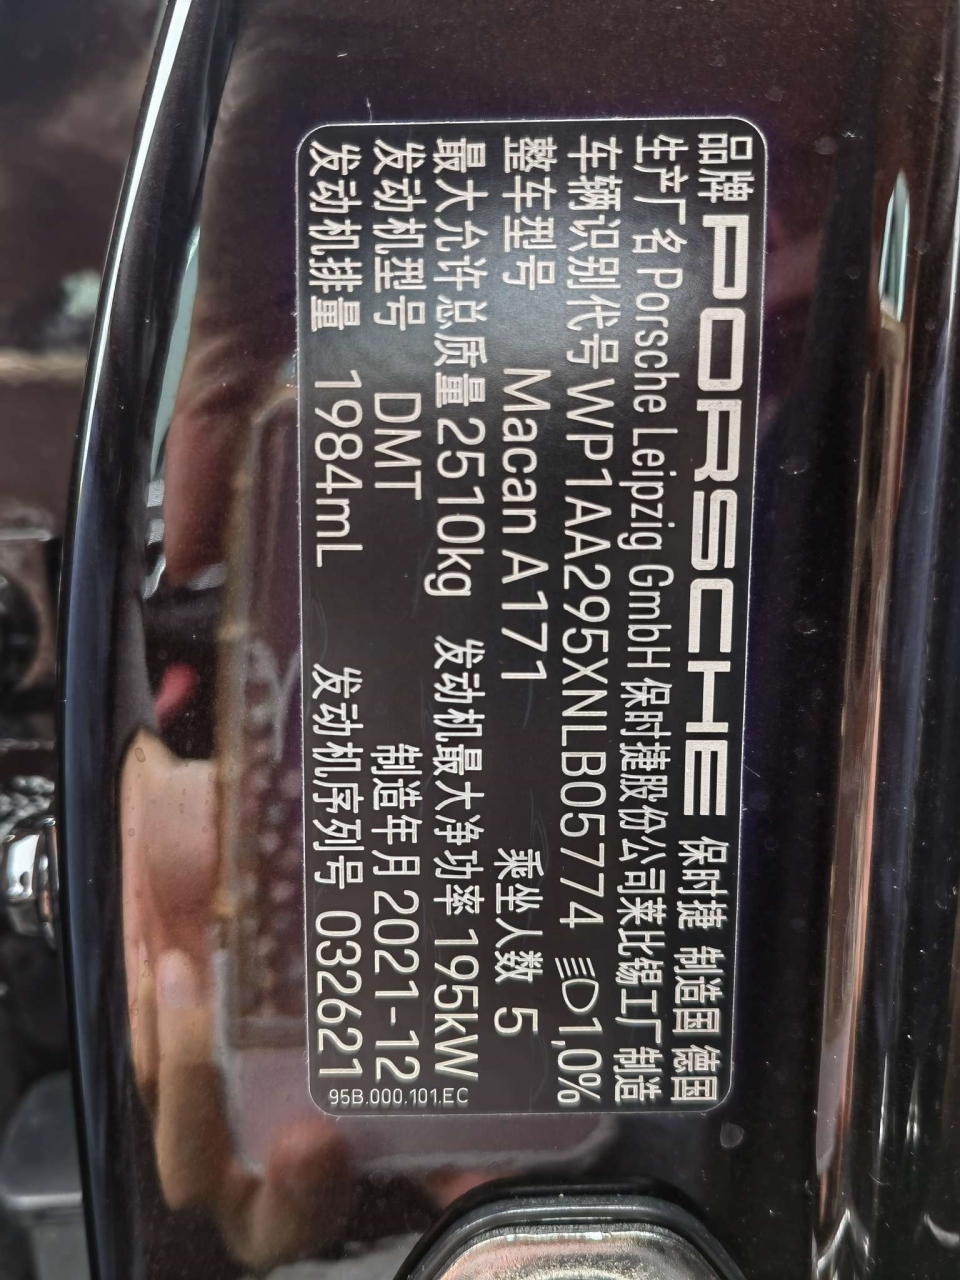 品牌 PORSCHE 保时捷 制造国 德国
生产厂名 Porsche Leipzig GmbH 保时捷股份公司莱比锡工厂制造
车辆识别代号 WP1AA295XNLB05774 1,0%
整车型号 Macan A171 乘坐人数 5
最大允许总质量 2510kg 发动机最大净功率 195kW
发动机型号 DMT 制造年月 2021-12
发动机排量 1984mL 发动机序列号 032621
95B.000.101.EC